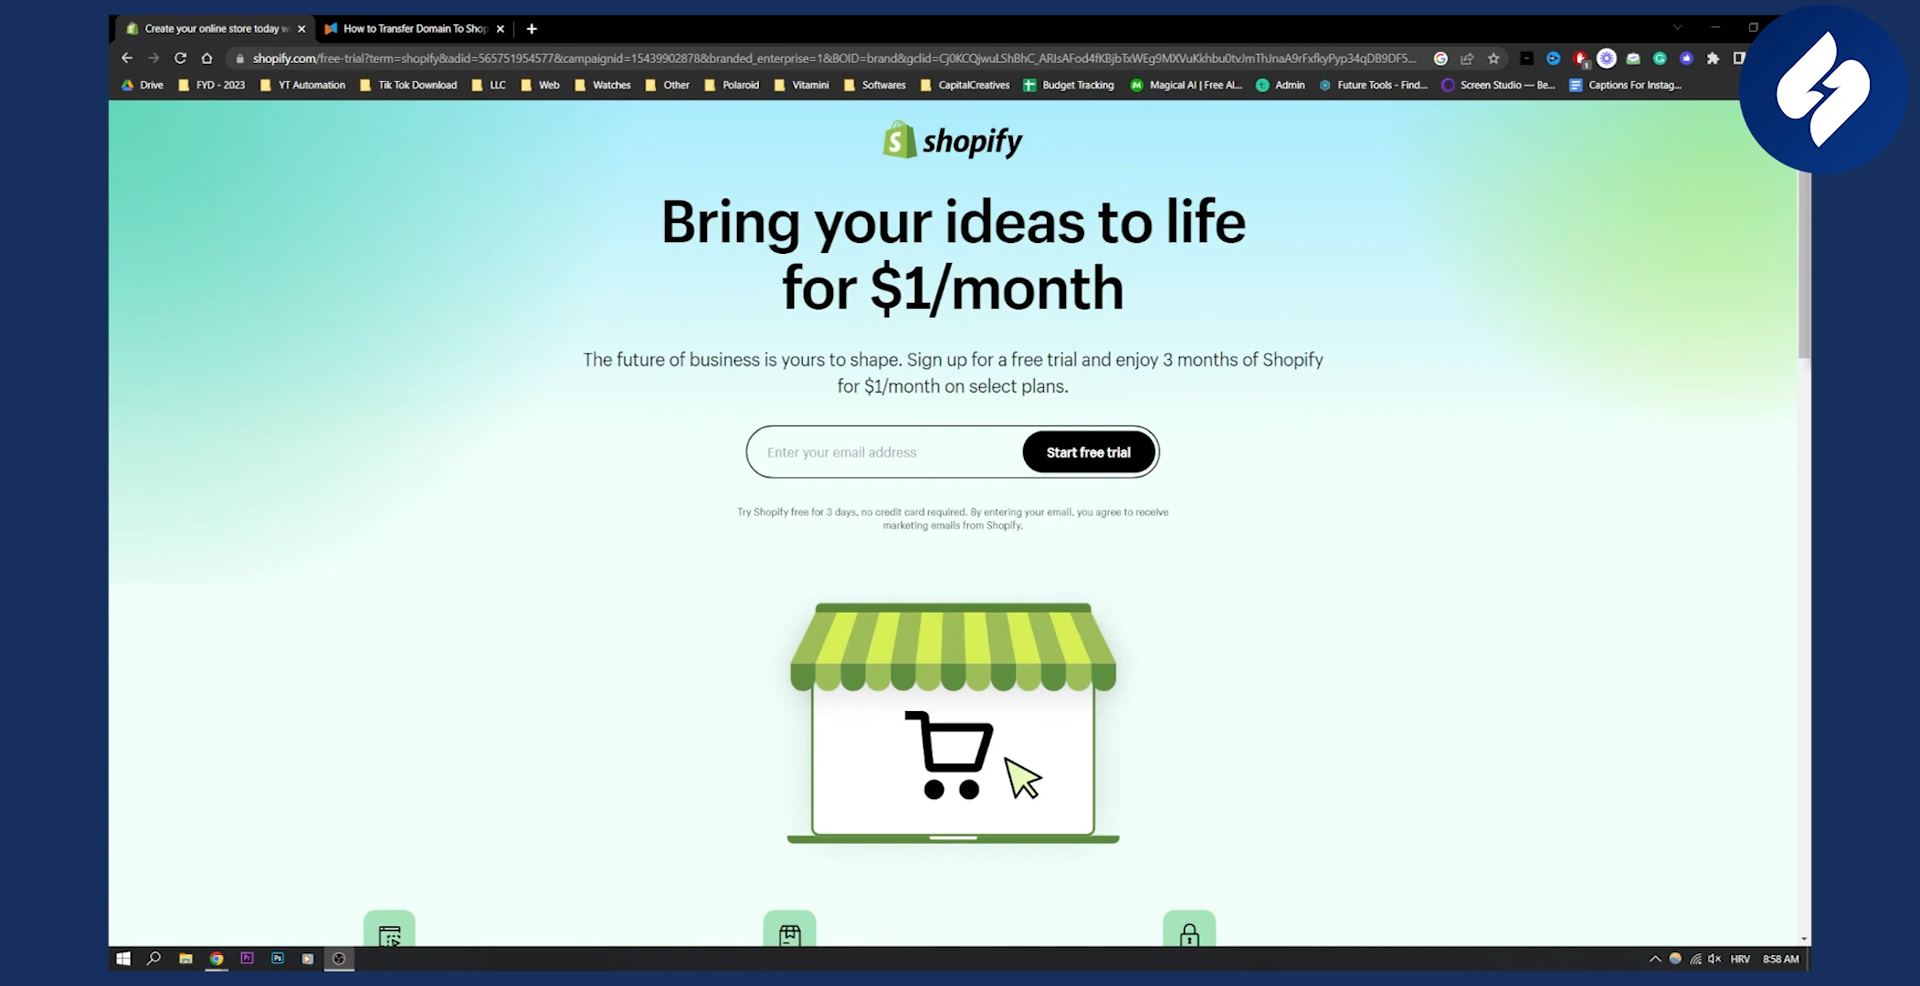 Create your online store today w
How to Transfer Domain To Shop
shopify.com/free-trial?term=shopify&adid=565751954577&campaignid=15439902878&branded_enterprise=1&BOID=brand&gclid=
Drive FYD - 2023 YT Automation Tik Tok Download LLC Web Watches Other Polaroid Vitamini Softwares CapitalCreatives Budget Tracking Magical AI | Free AI... Admin Future Tools - Find... Screen Studio — Be... Captions For Instag...
shopify
Bring your ideas to life
for $1/month
The future of business is yours to shape. Sign up for a free trial and enjoy 3 months of Shopify
for $1/month on select plans.
Enter your email address
Start free trial
Try Shopify free for 3 days, no credit card required. By entering your email, you agree to receive
marketing emails from Shopify.
HRV 8:58 AM